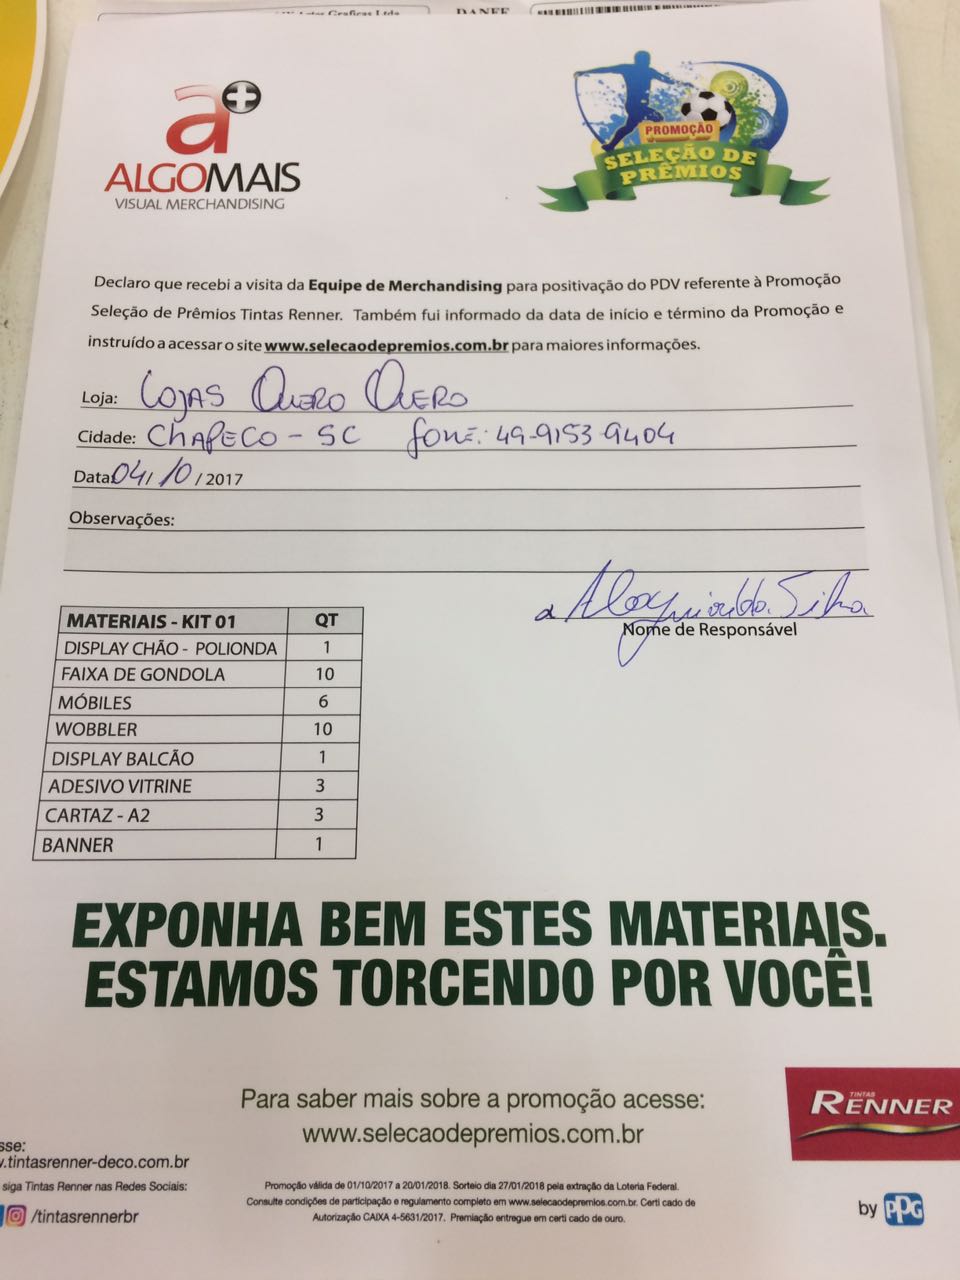 DANFE
a+
ALGOMAIS
VISUAL MERCHANDISING
PROMOÇÃO
SELEÇÃO DE
PRÊMIOS
Declaro que recebi a visita da Equipe de Merchandising para positivação do PDV referente à Promoção
Seleção de Prêmios Tintas Renner. Também fui informado da data de início e término da Promoção e
instruído a acessar o site www.selecaodepremios.com.br para maiores informações.
Loja: LOJAS QUERO QUERO
Cidade: CHAPECO - SC fone: 49-9153-9404
Data: 04/10/2017
Observações:
Silva
Nome de Responsável
MATERIAIS - KIT 01 QT
DISPLAY CHÃO - POLIONDA 1
FAIXA DE GONDOLA 10
MÓBILES 6
WOBBLER 10
DISPLAY BALCÃO 1
ADESIVO VITRINE 3
CARTAZ - A2 3
BANNER 1
EXPONHA BEM ESTES MATERIAIS.
ESTAMOS TORCENDO POR VOCÊ!
Para saber mais sobre a promoção acesse:
www.selecaodepremios.com.br
TINTAS
RENNER
sse:
.tintasrenner-deco.com.br
siga Tintas Renner nas Redes Sociais:
/tintasrennerbr
Promoção válida de 01/10/2017 a 20/01/2018. Sorteio dia 27/01/2018 pela extração da Loteria Federal.
Consulte condições de participação e regulamento completo em www.selecaodepremios.com.br. Certi cado de
Autorização CAIXA 4-5631/2017. Premiação entregue em certi cado de ouro.
by PPG